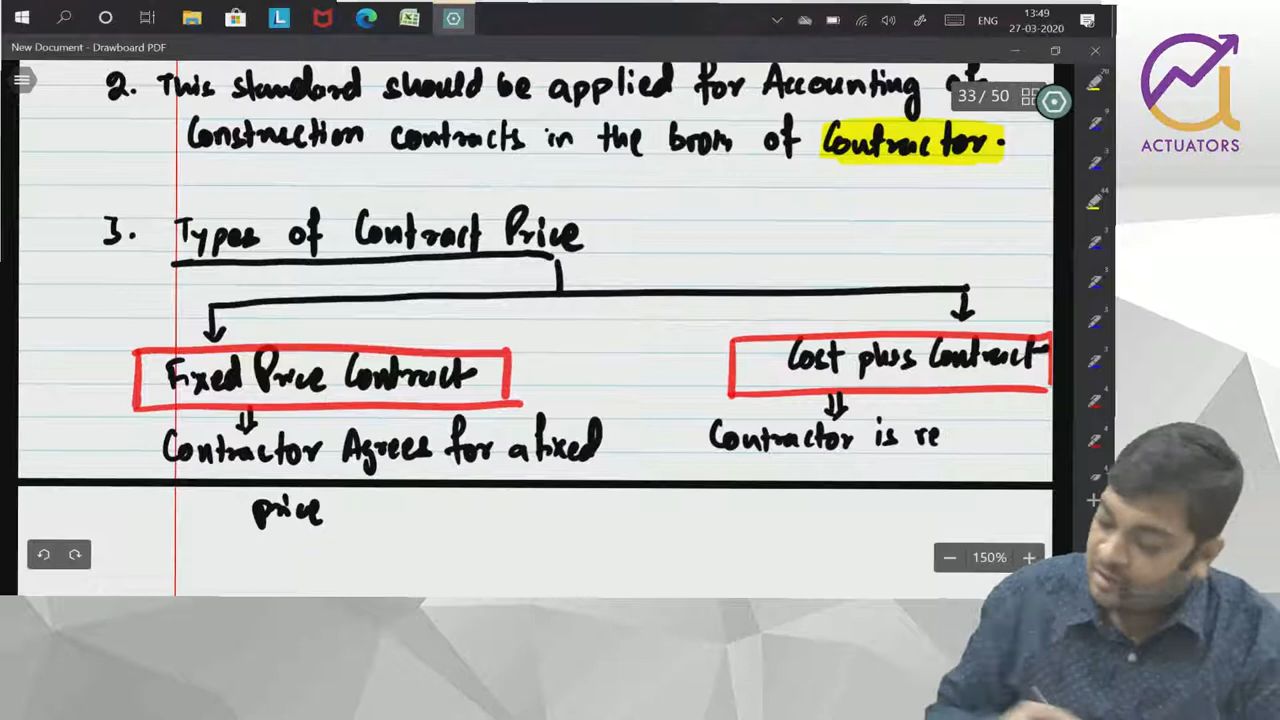 13:49
ENG
27-03-2020
New Document - Drawboard PDF
2. This standard should be applied for Accounting of
33 / 50
Construction contracts in the books of Contractor.
ACTUATORS
3. Types of Contract Price
Fixed Price Contract
Cost plus Contract
Contractor Agrees for a fixed
price
Contractor is re
150%